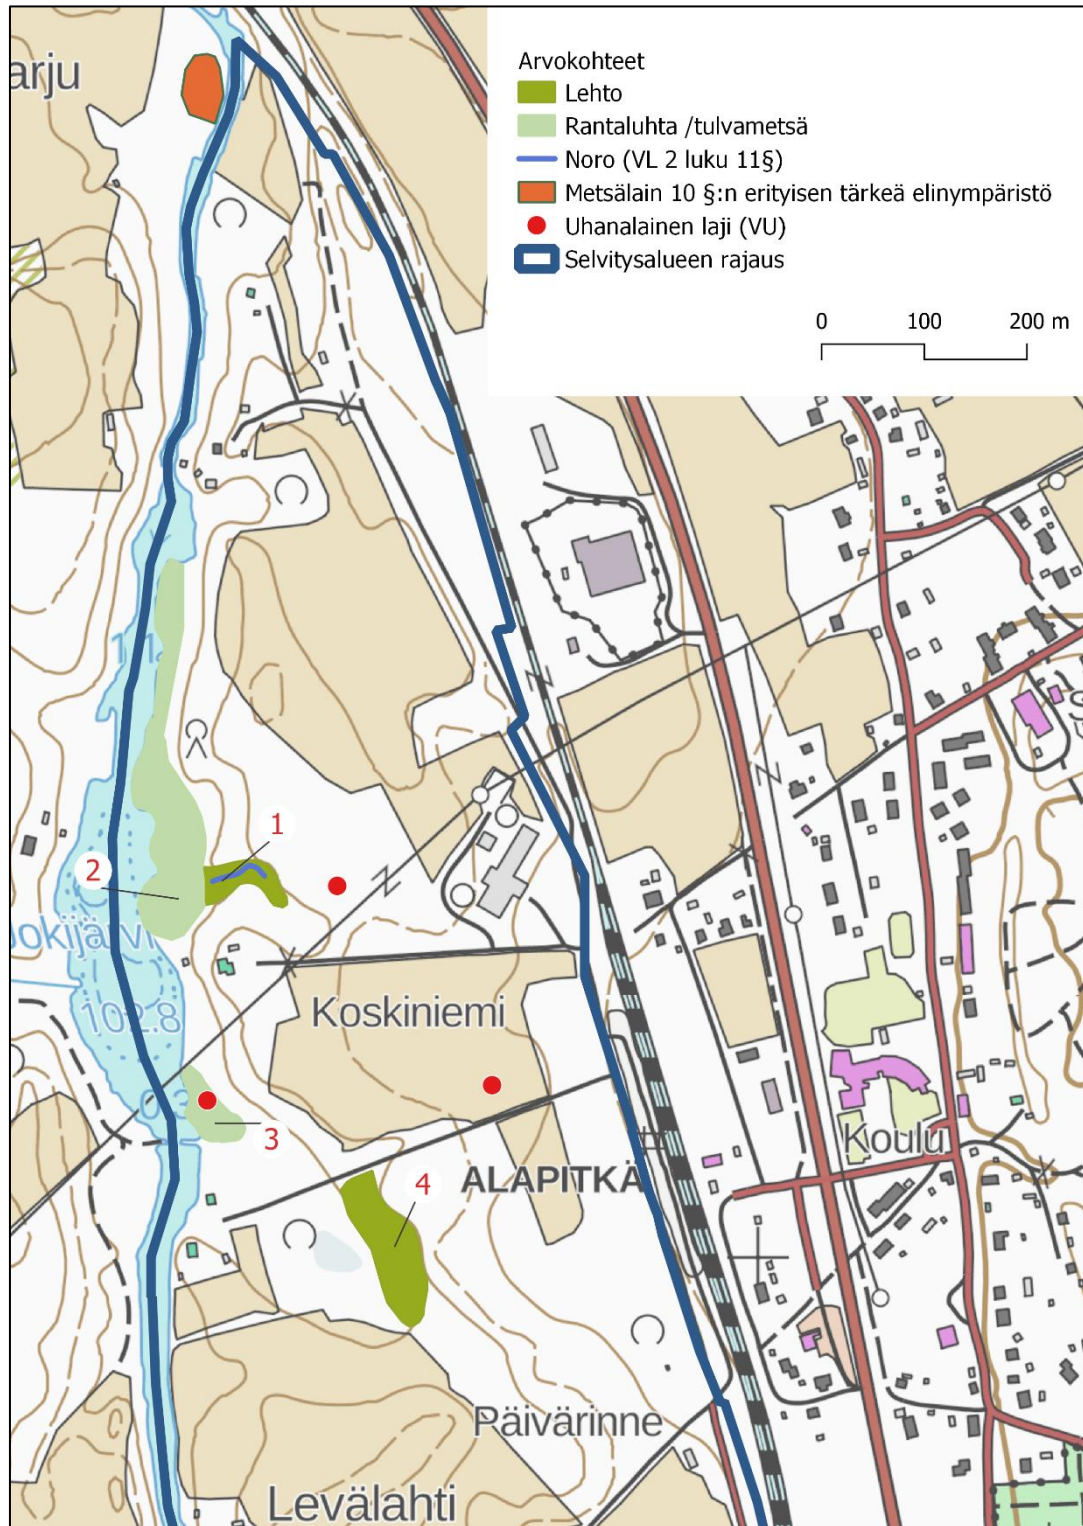 arju
Arvokohteet
Lehto
Rantaluhta /tulvametsä
Noro (VL 2 luku 11§)
Metsälain 10 §:n erityisen tärkeä elinympäristö
Uhanalainen laji (VU)
Selvitysalueen rajaus
0 100 200 m
1
2
okijärvi
102.8
Koskiniemi
3
4
ALAPITKÄ
Koulu
Päivärinne
Levälahti